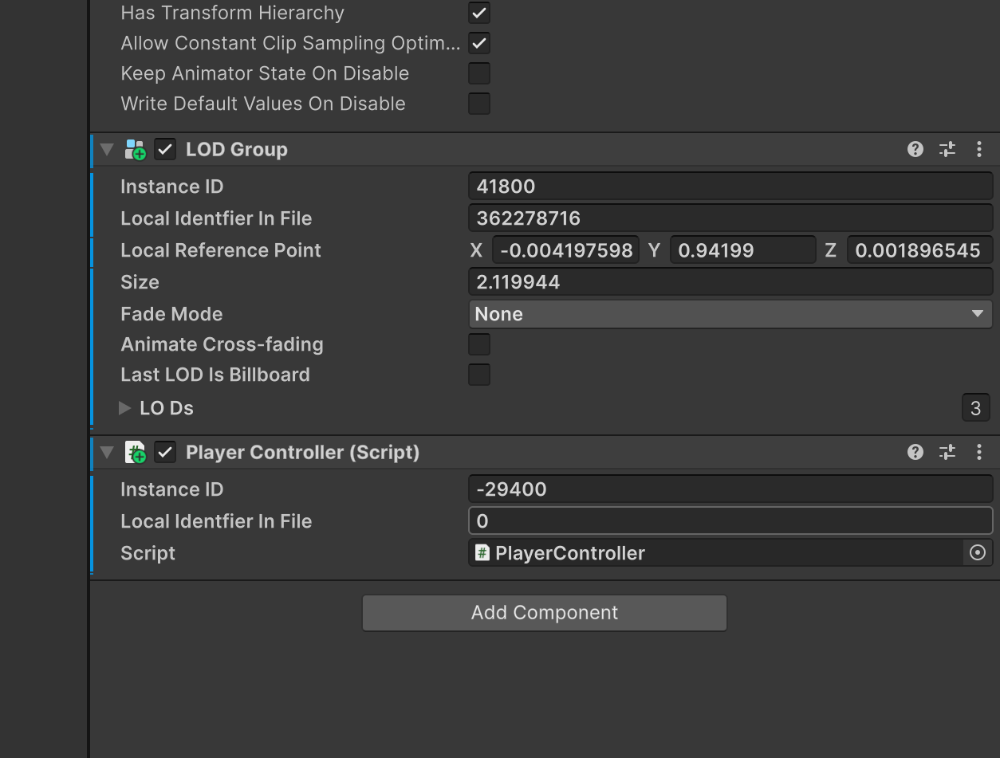 Has Transform Hierarchy
Allow Constant Clip Sampling Optim...
Keep Animator State On Disable
Write Default Values On Disable
LOD Group
Instance ID 41800
Local Identfier In File 362278716
Local Reference Point X -0.004197598 Y 0.94199 Z 0.001896545
Size 2.119944
Fade Mode None
Animate Cross-fading
Last LOD Is Billboard
LO Ds 3
Player Controller (Script)
Instance ID -29400
Local Identfier In File 0
Script # PlayerController
Add Component